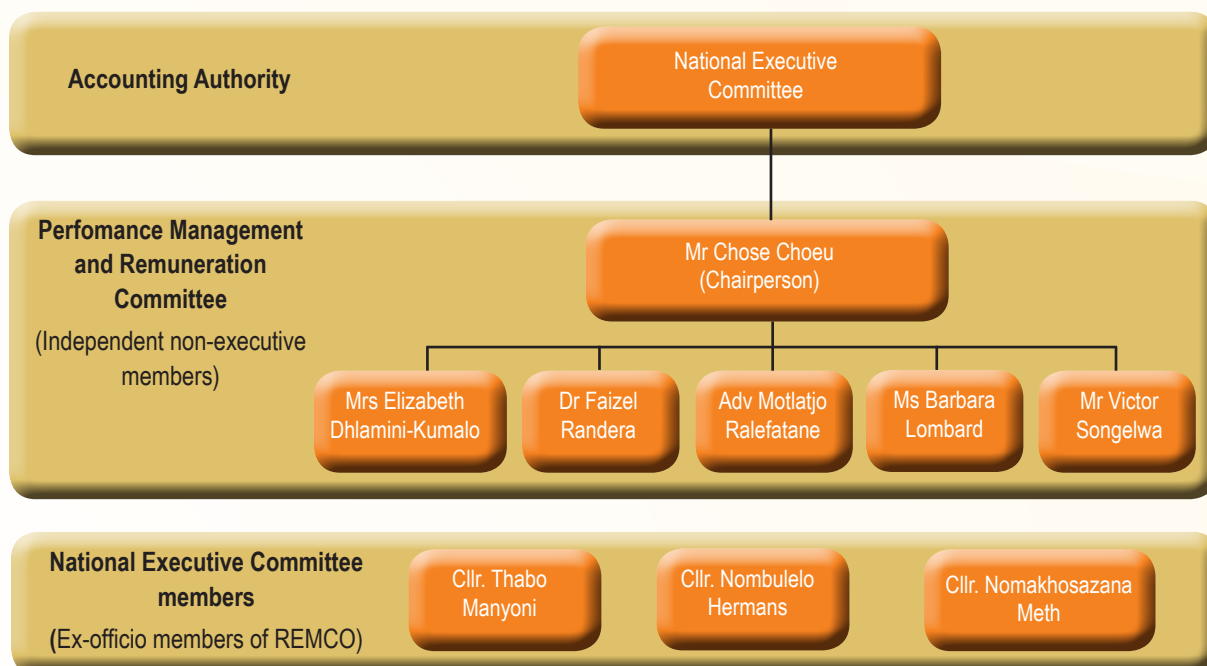 Accounting Authority
National Executive
Committee
Perfomance Management
and Remuneration
Committee
(Independent non-executive
members)
Mr Chose Choeu
(Chairperson)
Mrs Elizabeth
Dhlamini-Kumalo
Dr Faizel
Randera
Adv Motlatjo
Ralefatane
Ms Barbara
Lombard
Mr Victor
Songelwa
National Executive Committee
members
(Ex-officio members of REMCO)
Cllr. Thabo
Manyoni
Cllr. Nombulelo
Hermans
Cllr. Nomakhosazana
Meth